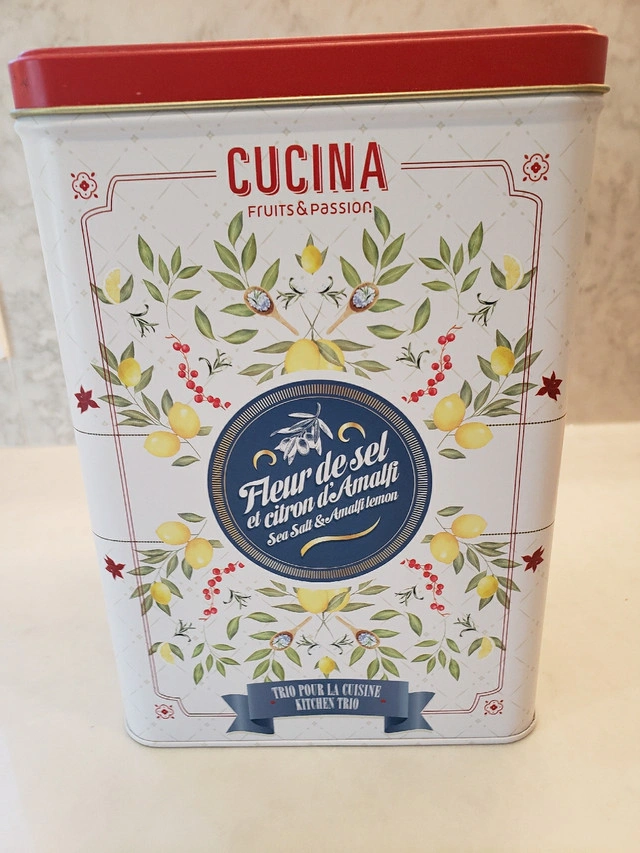 CUCINA
FRUITS & PASSION
Fleur de sel
et citron d'Amalfi
Sea Salt & Amalfi lemon
TRIO POUR LA CUISINE
KITCHEN TRIO